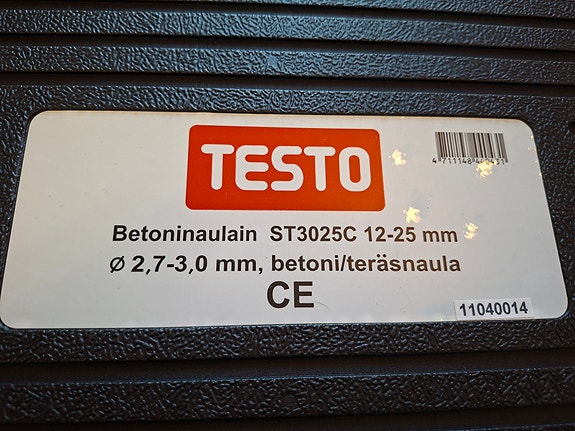 TESTO
Betoninaulain ST3025C 12-25 mm
Ø 2,7-3,0 mm, betoni/teräsnaula
CE
11040014